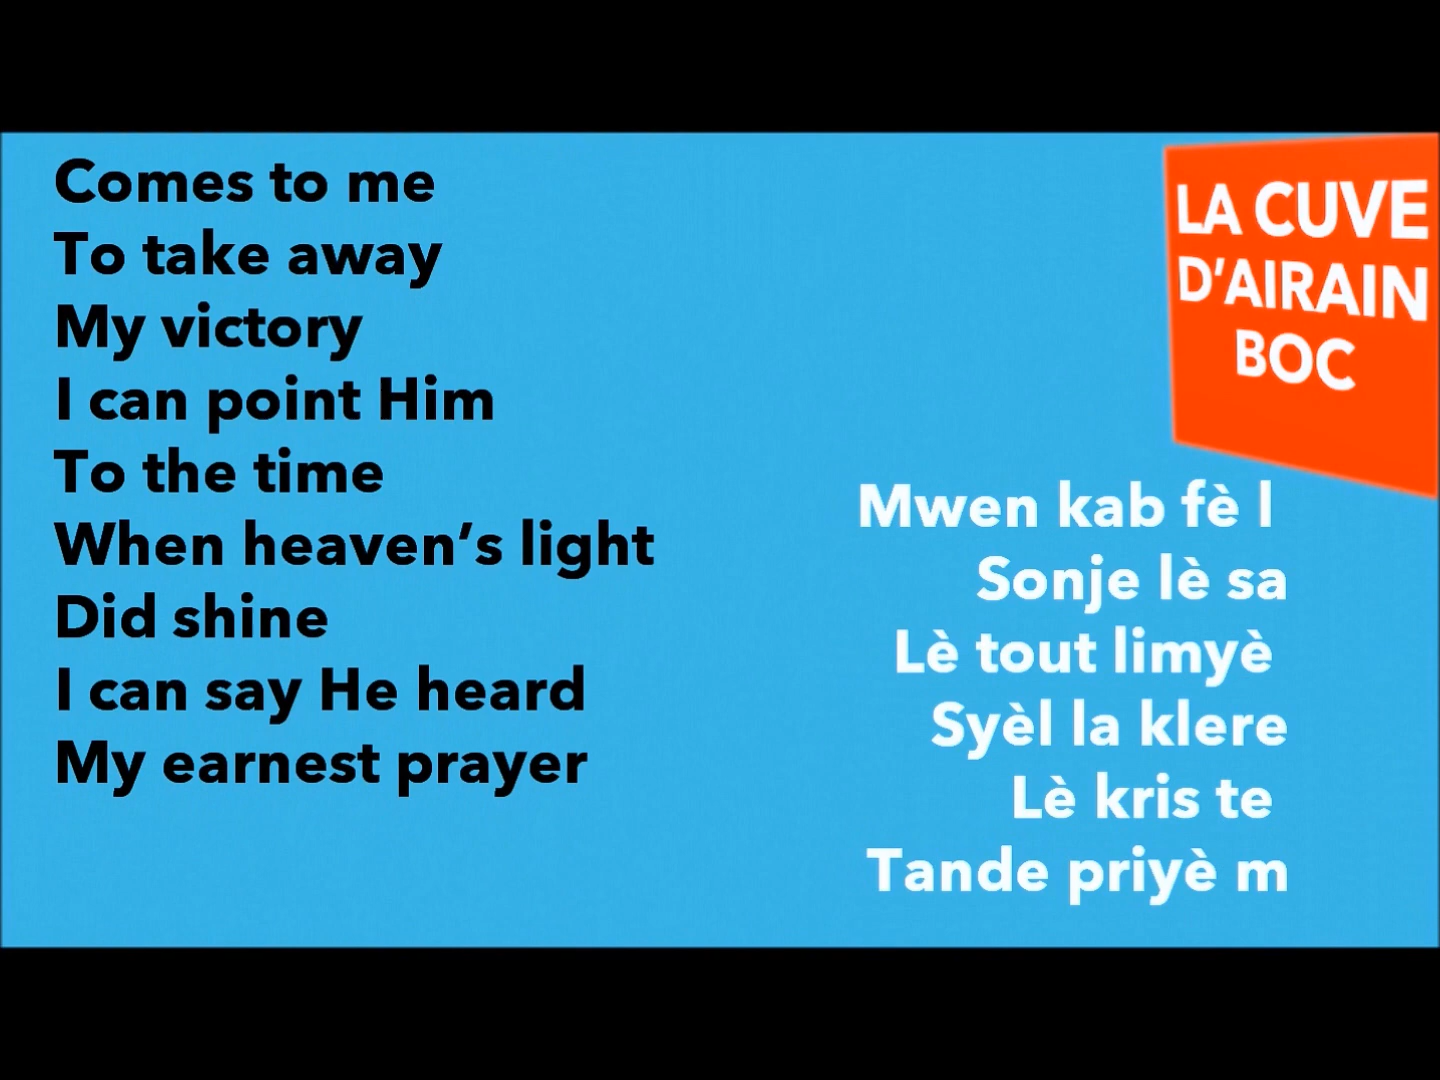 Comes to me
To take away
My victory
I can point Him
To the time
When heaven’s light
Did shine
I can say He heard
My earnest prayer
LA CUVE
D’AIRAIN
BOC
Mwen kab fè l
Sonje lè sa
Lè tout limyè
Syèl la klere
Lè kris te
Tande priyè m